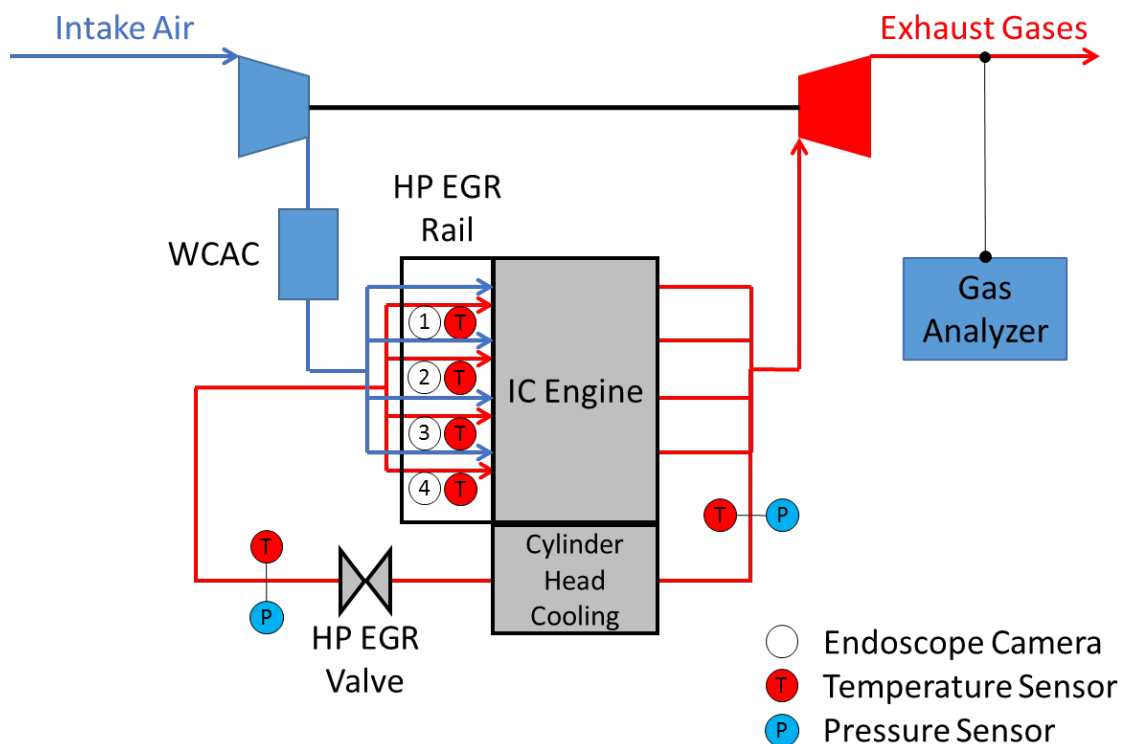 Intake Air
Exhaust Gases
HP EGR
Rail
WCAC
Gas
Analyzer
1 T
2 T
IC Engine
3 T
4 T
T P
Cylinder
Head
Cooling
T
P
HP EGR
Valve
Endoscope Camera
T Temperature Sensor
P Pressure Sensor